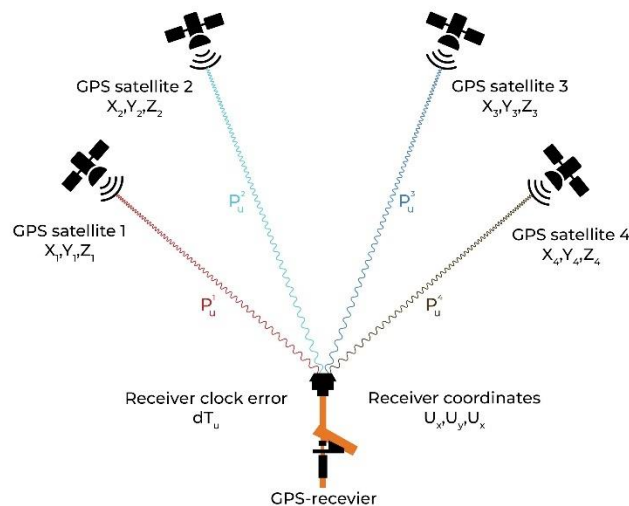 GPS satellite 2
X₂,Y₂,Z₂
GPS satellite 3
X₃,Y₃,Z₃
GPS satellite 1
X₁,Y₁,Z₁
GPS satellite 4
X₄,Y₄,Z₄
Pᵤ²
Pᵤ³
Pᵤ¹
Pᵤ⁴
Receiver clock error
dTᵤ
Receiver coordinates
Uₓ,Uᵧ,Uₓ
GPS-recevier